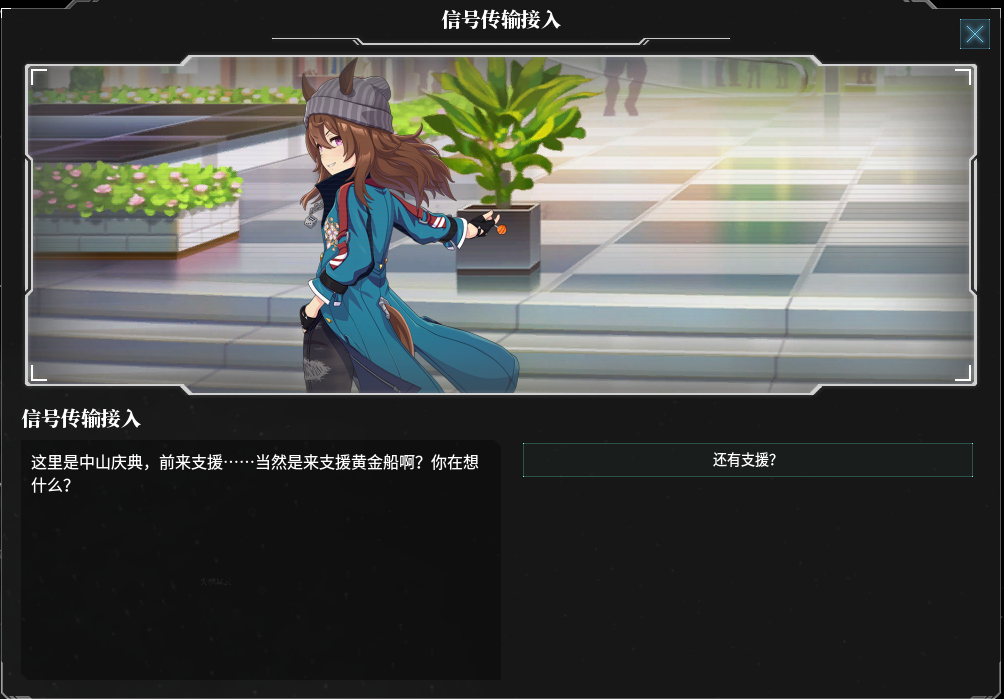 信号传输接入
信号传输接入
这里是中山庆典，前来支援……当然是来支援黄金船啊？你在想
什么？
还有支援？